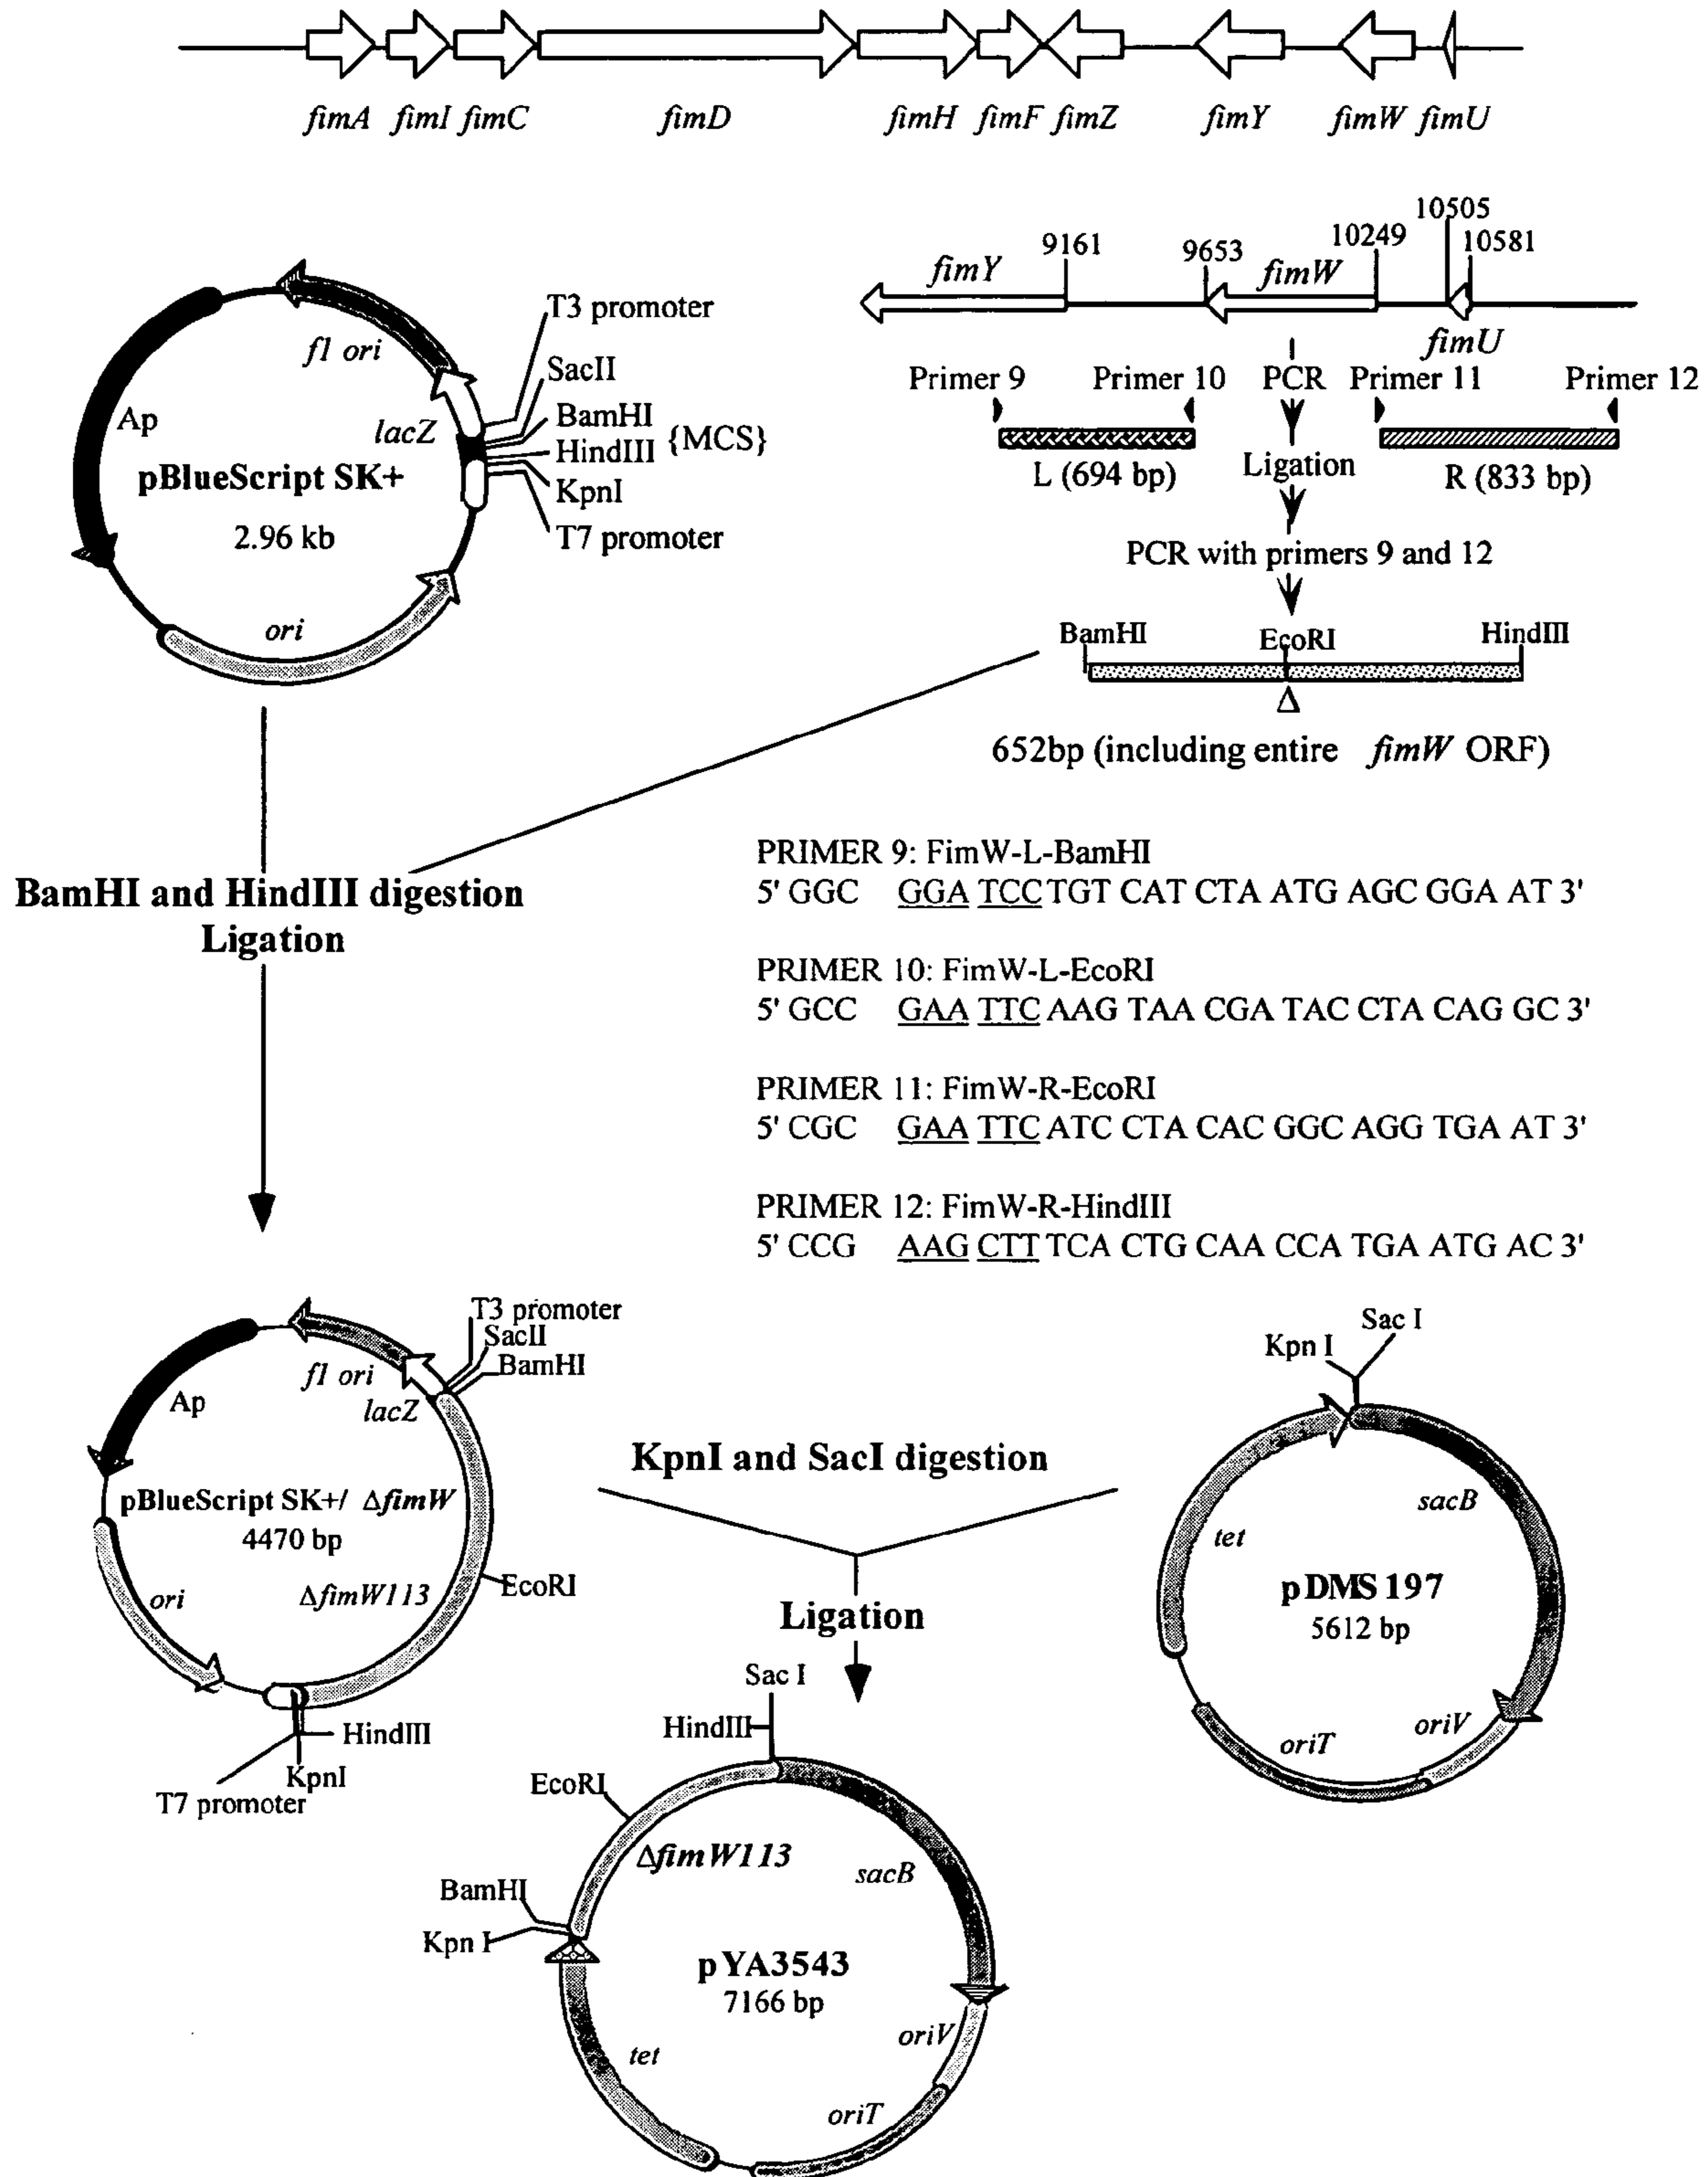 fimA fimI fimC fimD fimH fimF fimZ fimY fimW fimU
10505
9161 9653 10249 10581
fimY fimW
fimU
Primer 9 Primer 10 PCR Primer 11 Primer 12
L (694 bp) Ligation R (833 bp)
PCR with primers 9 and 12
BamHI EcoRI HindIII
Δ
652bp (including entire fimW ORF)
f1 ori
T3 promoter
SacII
BamHI
HindIII {MCS}
KpnI
T7 promoter
Ap
lacZ
pBlueScript SK+
2.96 kb
ori
BamHI and HindIII digestion
Ligation
PRIMER 9: FimW-L-BamHI
5' GGC GGA TCC TGT CAT CTA ATG AGC GGA AT 3'
PRIMER 10: FimW-L-EcoRI
5' GCC GAA TTC AAG TAA CGA TAC CTA CAG GC 3'
PRIMER 11: FimW-R-EcoRI
5' CGC GAA TTC ATC CTA CAC GGC AGG TGA AT 3'
PRIMER 12: FimW-R-HindIII
5' CCG AAG CTT TCA CTG CAA CCA TGA ATG AC 3'
T3 promoter
SacII
BamHI
f1 ori
Ap
lacZ
pBlueScript SK+/ ΔfimW
4470 bp
ori
ΔfimW113
EcoRI
HindIII
KpnI
T7 promoter
KpnI and SacI digestion
Ligation
Sac I
Kpn I
sacB
tet
pDMS197
5612 bp
oriV
oriT
Sac I
HindIII
EcoRI
ΔfimW113
sacB
BamHI
Kpn I
pYA3543
7166 bp
oriV
tet
oriT